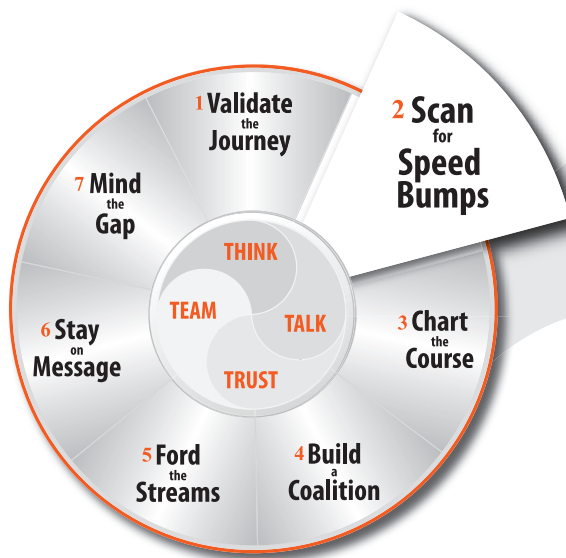 1 Validate
the
Journey
2 Scan
for
Speed
Bumps
3 Chart
the
Course
4 Build
a
Coalition
5 Ford
the
Streams
6 Stay
on
Message
7 Mind
the
Gap
THINK
TALK
TRUST
TEAM